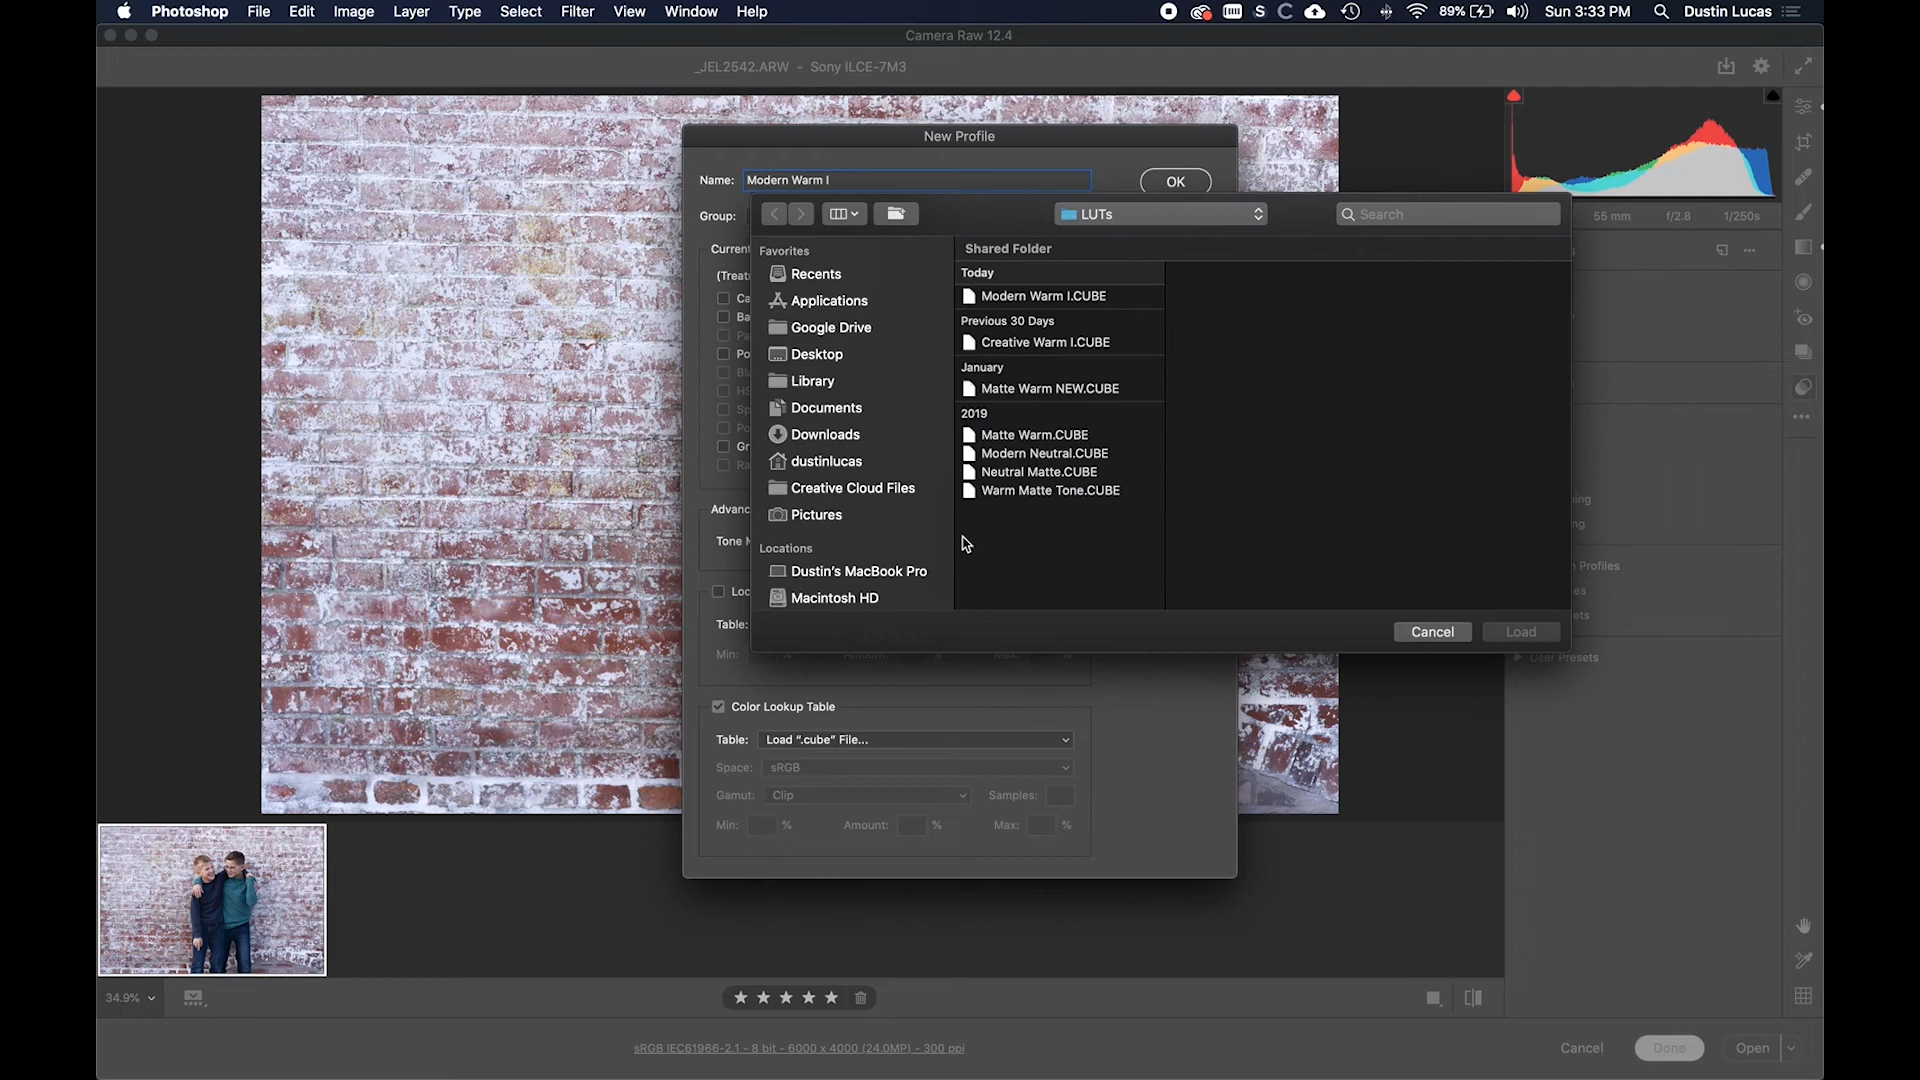 Photoshop File Edit Image Layer Type Select Filter View Window Help S C 89% Sun 3:33 PM Dustin Lucas
Camera Raw 12.4
_JEL2542.ARW - Sony ILCE-7M3
New Profile
Name: Modern Warm I OK
Group:
LUTs
Search
55 mm f/2.8 1/250s
Favorites
Recents
Applications
Google Drive
Desktop
Library
Documents
Downloads
dustinlucas
Creative Cloud Files
Pictures
Locations
Dustin's MacBook Pro
Macintosh HD
Shared Folder
Today
Modern Warm I.CUBE
Previous 30 Days
Creative Warm I.CUBE
January
Matte Warm NEW.CUBE
2019
Matte Warm.CUBE
Modern Neutral.CUBE
Neutral Matte.CUBE
Warm Matte Tone.CUBE
Cancel Load
Table:
Min: % Amount: % Max: %
Profiles
User Presets
Color Lookup Table
Table: Load ".cube" File...
Space: sRGB
Gamut: Clip Samples:
Min: % Amount: % Max: %
34.9%
sRGB IEC61966-2.1 - 8 bit - 6000 x 4000 (24.0MP) - 300 ppi
Cancel Done Open